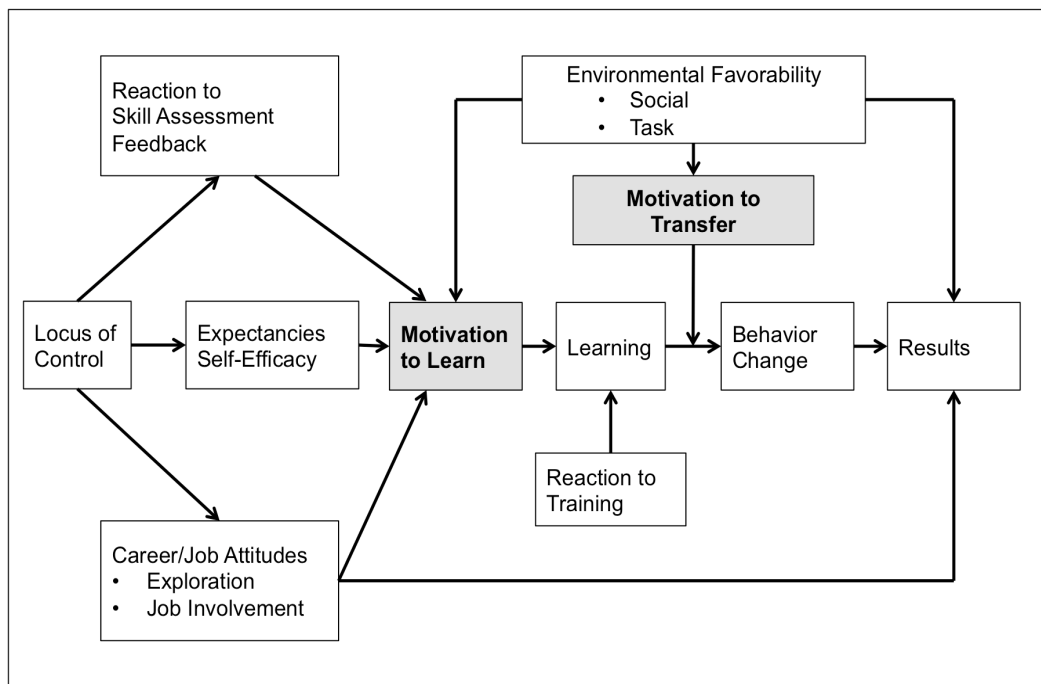 Reaction to
Skill Assessment
Feedback
Environmental Favorability
• Social
• Task
Motivation to
Transfer
Locus of
Control
Expectancies
Self-Efficacy
Motivation
to Learn
Learning
Behavior
Change
Results
Reaction to
Training
Career/Job Attitudes
• Exploration
• Job Involvement